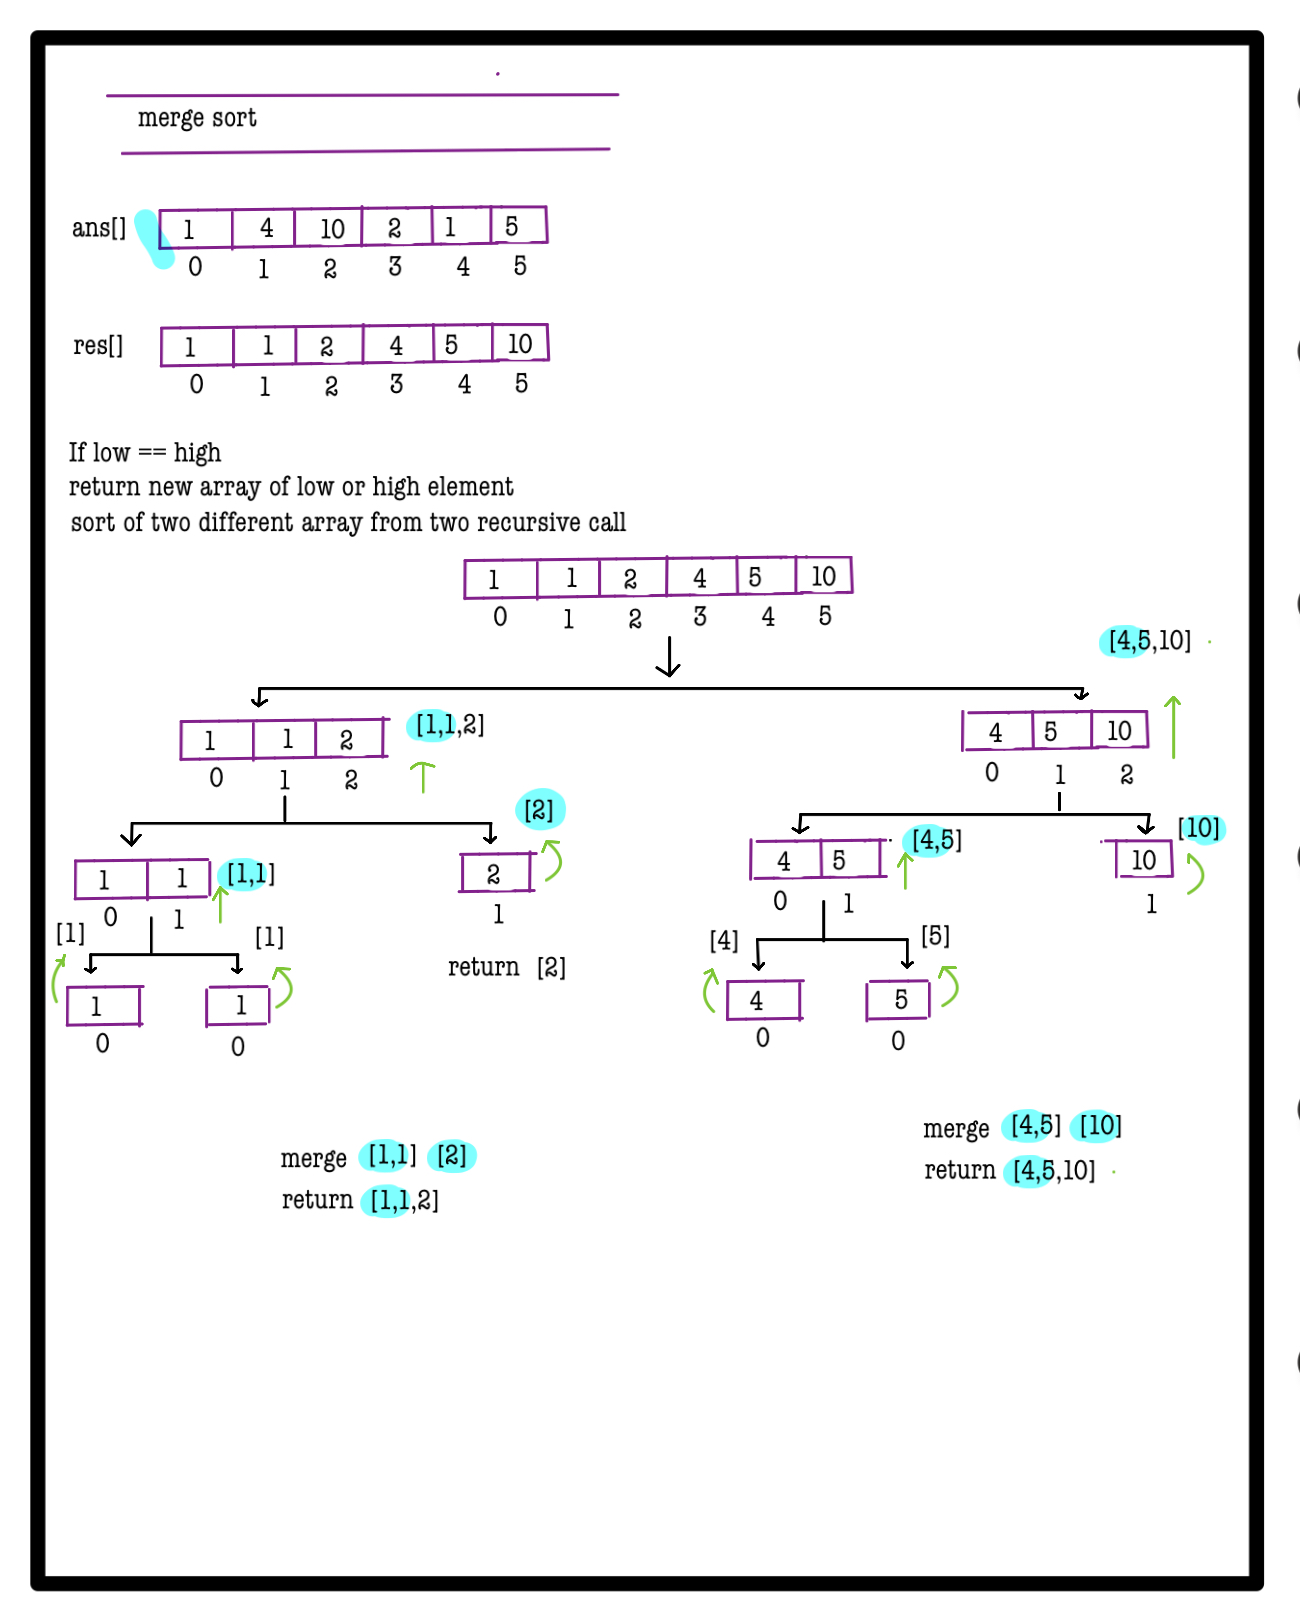 merge sort
ans[] 1 4 10 2 1 5
0 1 2 3 4 5
res[] 1 1 2 4 5 10
0 1 2 3 4 5
If low == high
return new array of low or high element
sort of two different array from two recursive call
1 1 2 4 5 10
0 1 2 3 4 5
[4,5,10]
1 1 2 [1,1,2] 4 5 10
0 1 2 0 1 2
[2] [10]
1 1 [1,1] 2 4 5 [4,5] 10
0 1 1 0 1 1
[1] [1] [4] [5]
return [2]
1 1 4 5
0 0 0 0
merge [1,1] [2]
return [1,1,2]
merge [4,5] [10]
return [4,5,10]